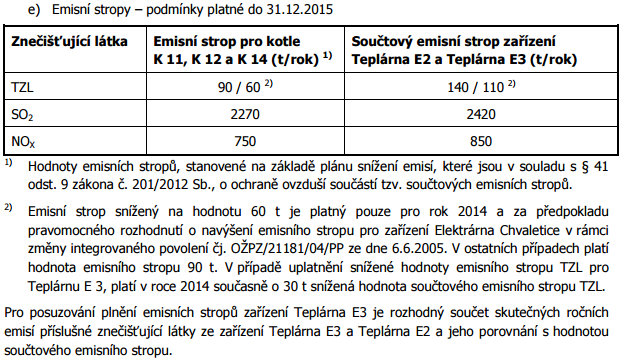 e) Emisní stropy – podmínky platné do 31.12.2015
Znečišťující látka
Emisní strop pro kotle
K 11, K 12 a K 14 (t/rok) 1)
Součtový emisní strop zařízení
Teplárna E2 a Teplárna E3 (t/rok)
TZL 90 / 60 2) 140 / 110 2)
SO2 2270 2420
NOX 750 850
1) Hodnoty emisních stropů, stanovené na základě plánu snížení emisí, které jsou v souladu s § 41
odst. 9 zákona č. 201/2012 Sb., o ochraně ovzduší součástí tzv. součtových emisních stropů.
2) Emisní strop snížený na hodnotu 60 t je platný pouze pro rok 2014 a za předpokladu
pravomocného rozhodnutí o navýšení emisního stropu pro zařízení Elektrárna Chvaletice v rámci
změny integrovaného povolení čj. OŽPZ/21181/04/PP ze dne 6.6.2005. V ostatních případech platí
hodnota emisního stropu 90 t. V případě uplatnění snížené hodnoty emisního stropu TZL pro
Teplárnu E 3, platí v roce 2014 současně o 30 t snížená hodnota součtového emisního stropu TZL.
Pro posuzování plnění emisních stropů zařízení Teplárna E3 je rozhodný součet skutečných ročních
emisí příslušné znečišťující látky ze zařízení Teplárna E3 a Teplárna E2 a jeho porovnání s hodnotou
součtového emisního stropu.